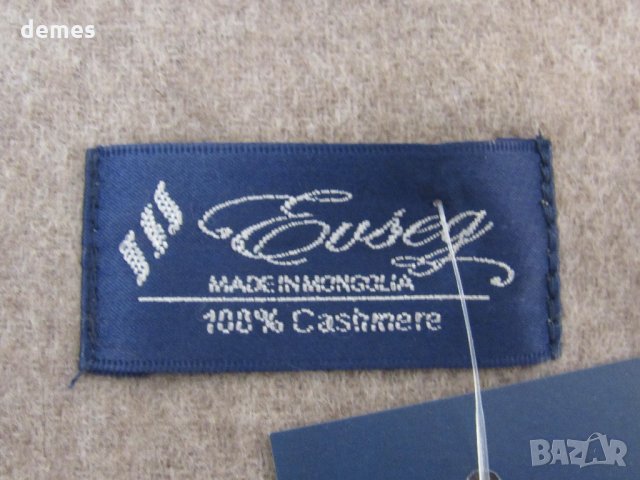 demes
Evseg
MADE IN MONGOLIA
100% Cashmere
BAZAR